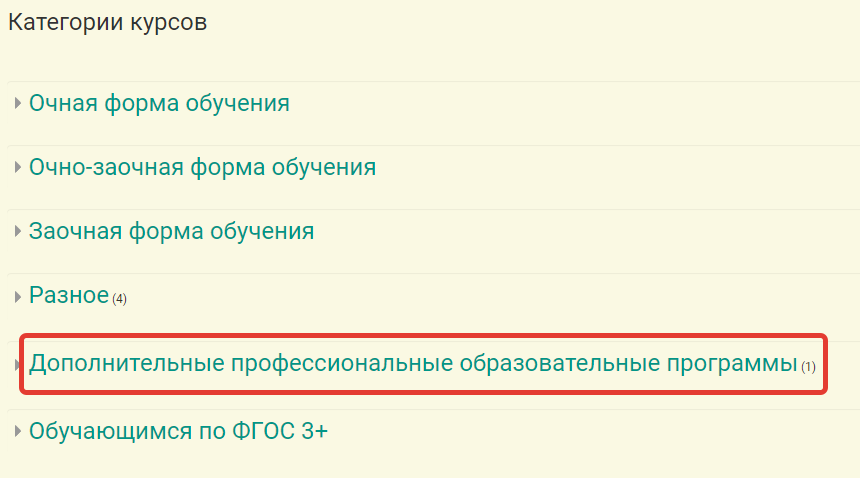 Категории курсов
Очная форма обучения
Очно-заочная форма обучения
Заочная форма обучения
Разное (4)
Дополнительные профессиональные образовательные программы (1)
Обучающимся по ФГОС 3+